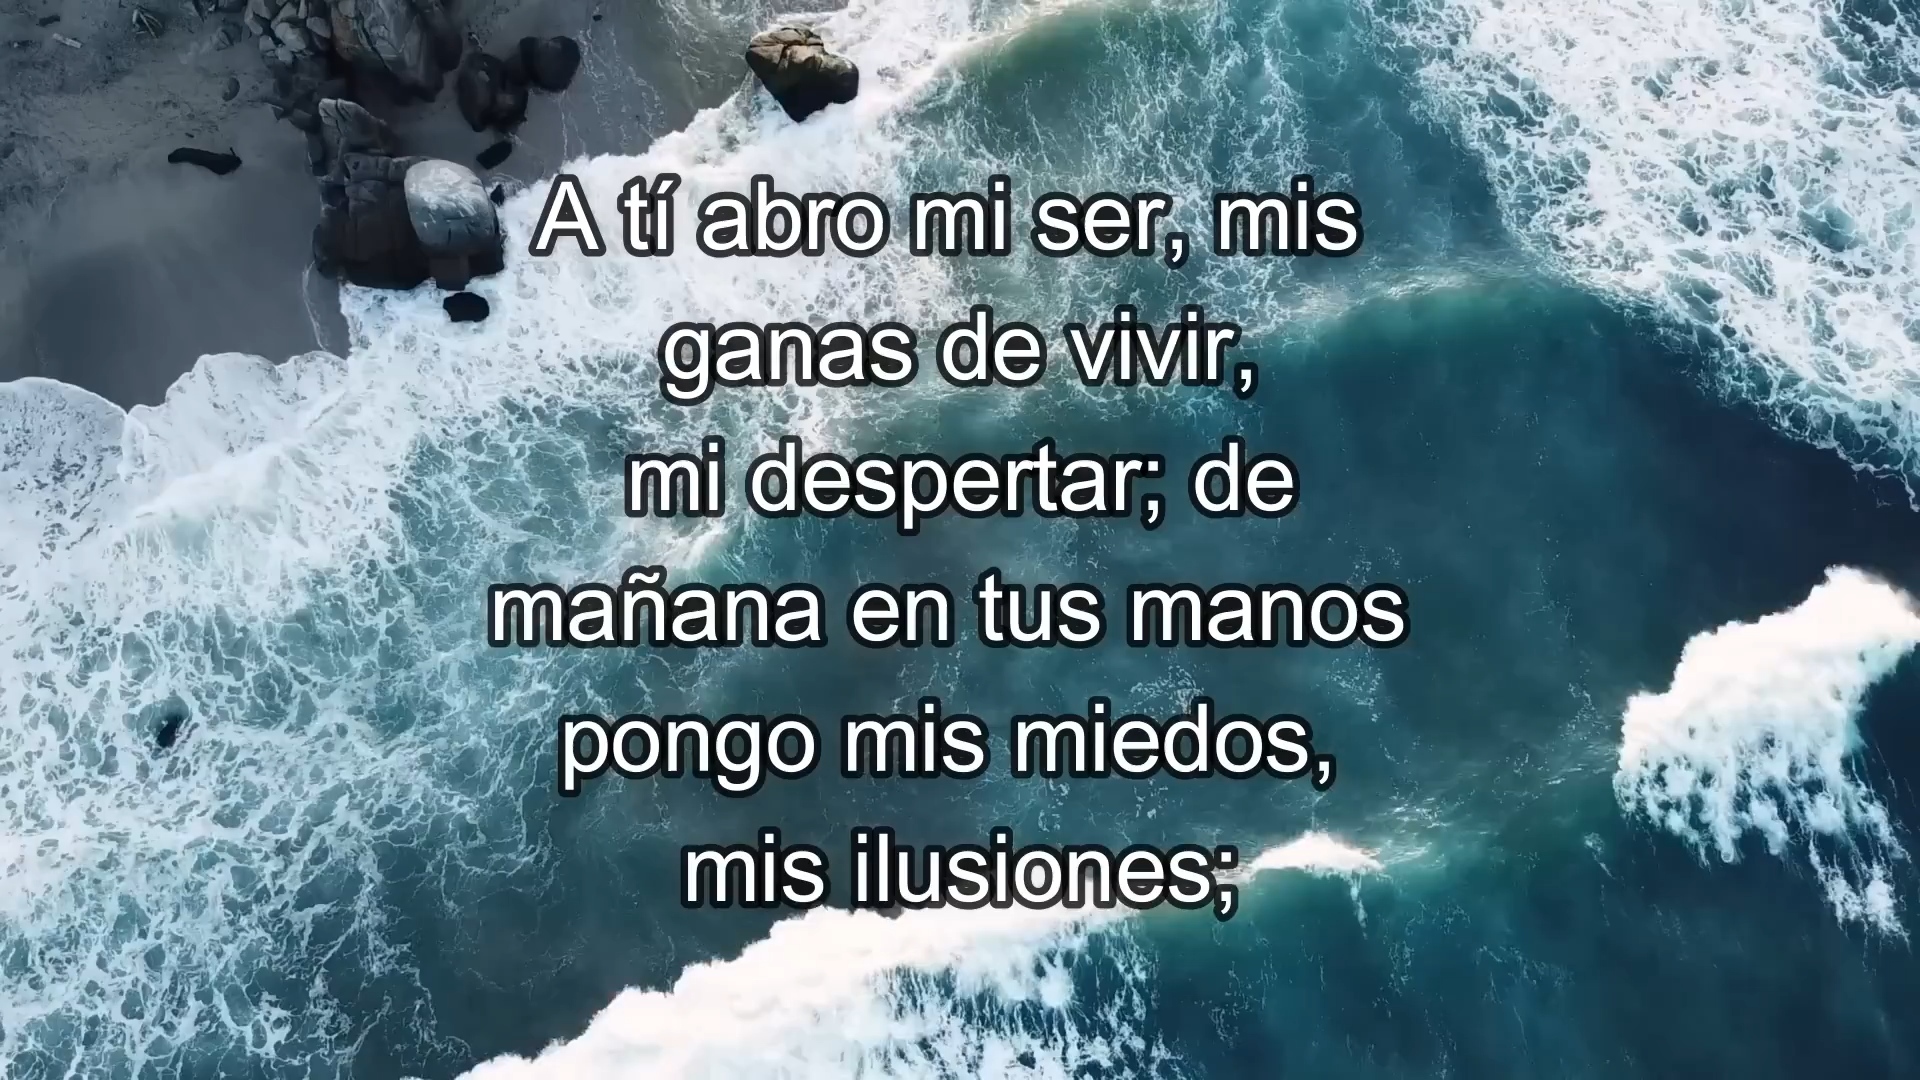 A tí abro mi ser, mis
ganas de vivir,
mi despertar; de
mañana en tus manos
pongo mis miedos,
mis ilusiones;